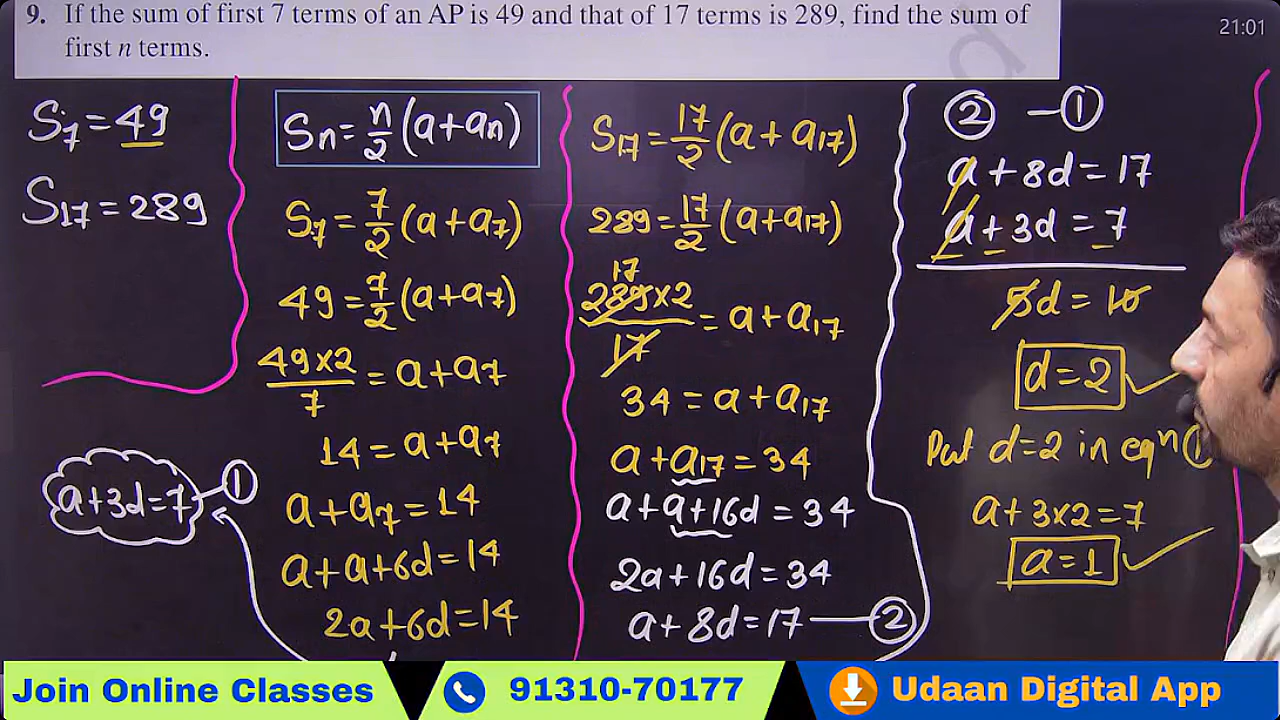 9. If the sum of first 7 terms of an AP is 49 and that of 17 terms is 289, find the sum of
first n terms.
21:01
S₇ = 49
S₁₇ = 289
a+3d=7 — ①
Sn = n/2 (a+an)
S₇ = 7/2 (a+a₇)
49 = 7/2 (a+a₇)
49×2/7 = a+a₇
14 = a+a₇
a+a₇ = 14
a+a+6d=14
2a+6d=14
S₁₇ = 17/2 (a+a₁₇)
289 = 17/2 (a+a₁₇)
17
289×2/17 = a+a₁₇
34 = a+a₁₇
a+a₁₇ = 34
a+a+16d = 34
2a+16d = 34
a+8d=17 — ②
② - ①
a+8d=17
a+3d=7
5d = 10
d=2
Put d=2 in eqⁿ ①
a+3×2=7
a=1
Join Online Classes
91310-70177
Udaan Digital App